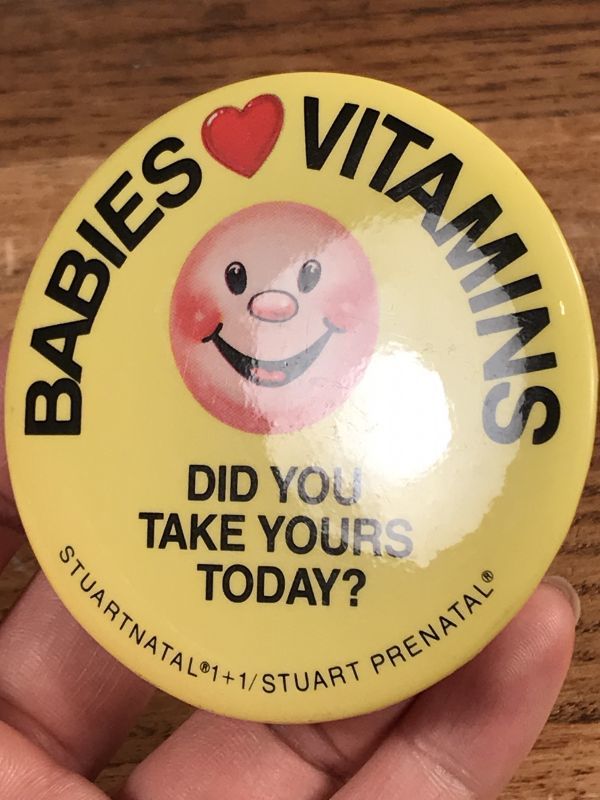 BABIES ❤ VITAMINS
DID YOU
TAKE YOURS
TODAY?
STUARTNATAL®1+1/STUART PRENATAL®